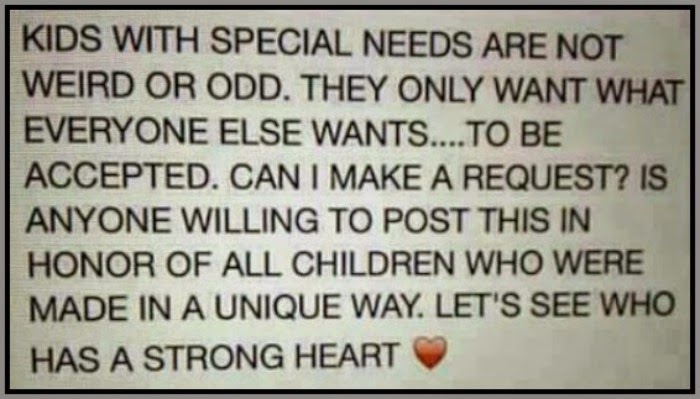 KIDS WITH SPECIAL NEEDS ARE NOT
WEIRD OR ODD. THEY ONLY WANT WHAT
EVERYONE ELSE WANTS....TO BE
ACCEPTED. CAN I MAKE A REQUEST? IS
ANYONE WILLING TO POST THIS IN
HONOR OF ALL CHILDREN WHO WERE
MADE IN A UNIQUE WAY. LET'S SEE WHO
HAS A STRONG HEART ❤